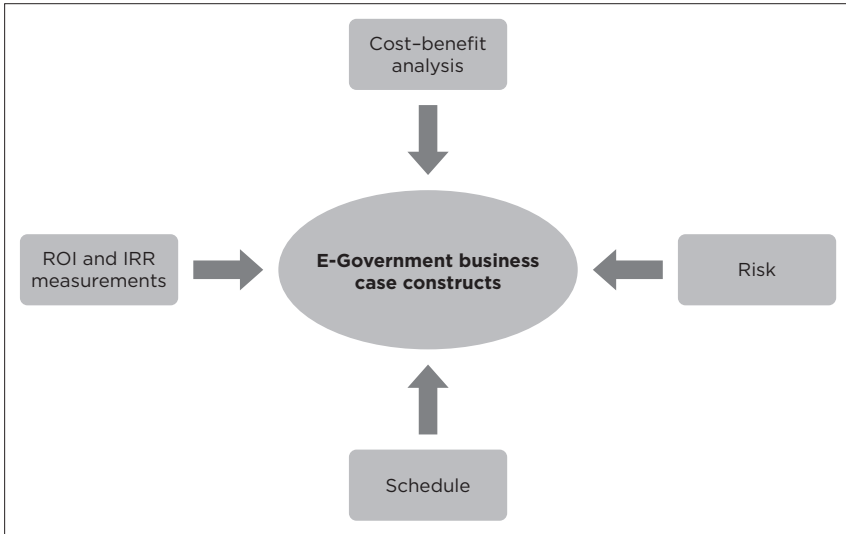 Cost–benefit
analysis
ROI and IRR
measurements
E-Government business
case constructs
Risk
Schedule